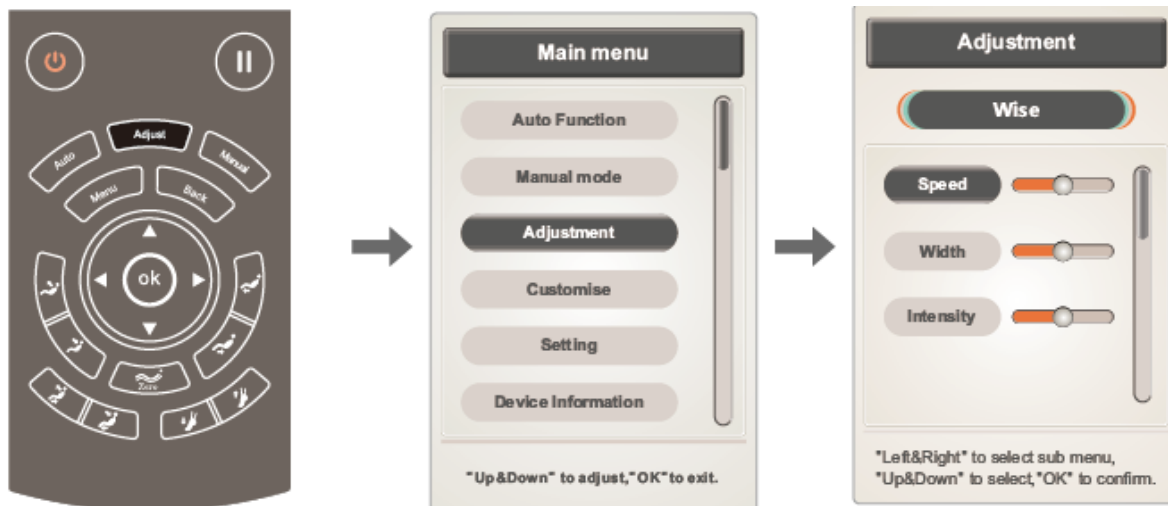 Adjust
Auto
Manual
Menu
Back
ok
Zero
Main menu
Auto Function
Manual mode
Adjustment
Customise
Setting
Device Information
"Up&Down" to adjust,"OK"to exit.
Adjustment
Wise
Speed
Width
Intensity
"Left&Right" to select sub menu,
"Up&Down" to select,"OK" to confirm.